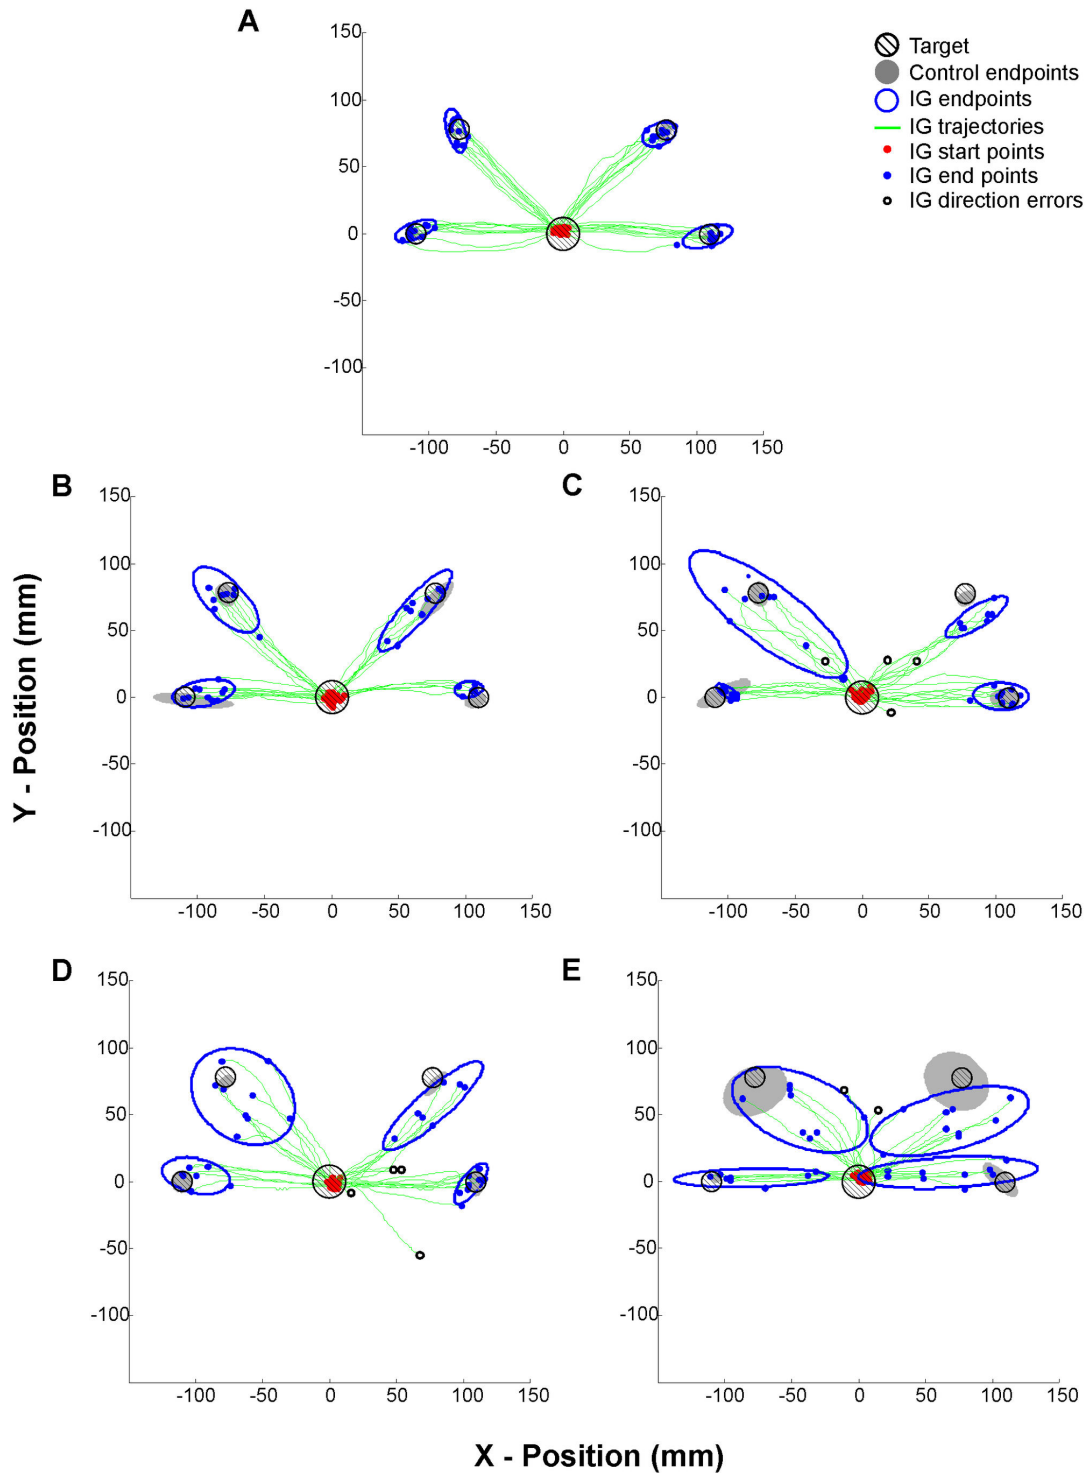 A
Target
Control endpoints
IG endpoints
IG trajectories
IG start points
IG end points
IG direction errors
150
100
50
0
-50
-100
-100 -50 0 50 100 150
B
150
100
50
0
-50
-100
-100 -50 0 50 100 150
C
150
100
50
0
-50
-100
-100 -50 0 50 100 150
Y - Position (mm)
D
150
100
50
0
-50
-100
-100 -50 0 50 100 150
E
150
100
50
0
-50
-100
-100 -50 0 50 100 150
X - Position (mm)